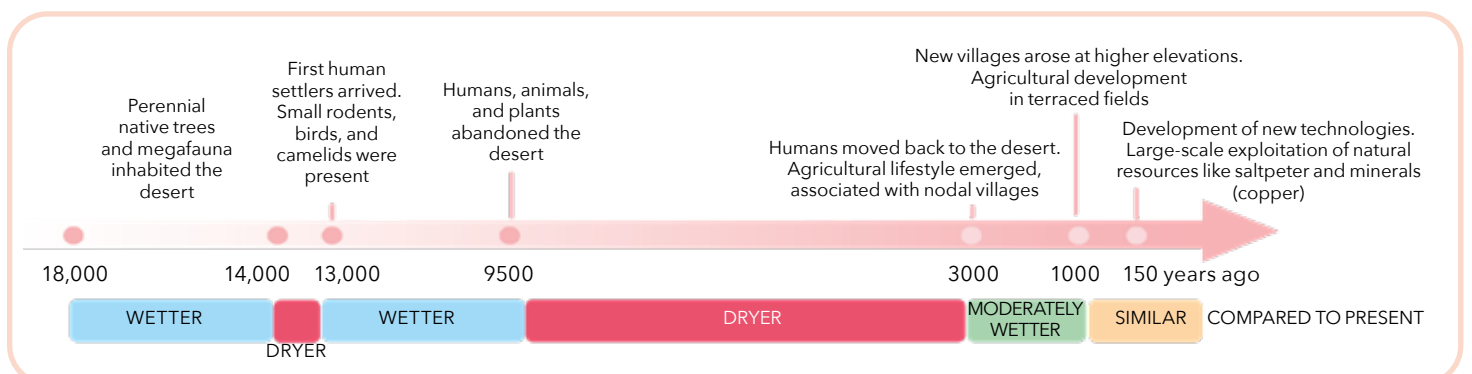 Perennial
native trees
and megafauna
inhabited the
desert
First human
settlers arrived.
Small rodents,
birds, and
camelids were
present
Humans, animals,
and plants
abandoned the
desert
Humans moved back to the desert.
Agricultural lifestyle emerged,
associated with nodal villages
New villages arose at higher elevations.
Agricultural development
in terraced fields
Development of new technologies.
Large-scale exploitation of natural
resources like saltpeter and minerals
(copper)
18,000
14,000
13,000
9500
3000
1000
150 years ago
WETTER
DRYER
WETTER
DRYER
MODERATELY
WETTER
SIMILAR
COMPARED TO PRESENT